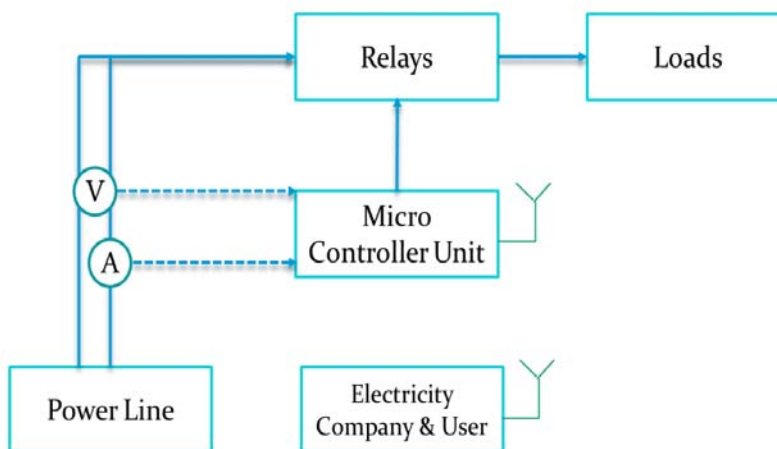 Relays
Loads
V
Micro
Controller Unit
A
Power Line
Electricity
Company & User